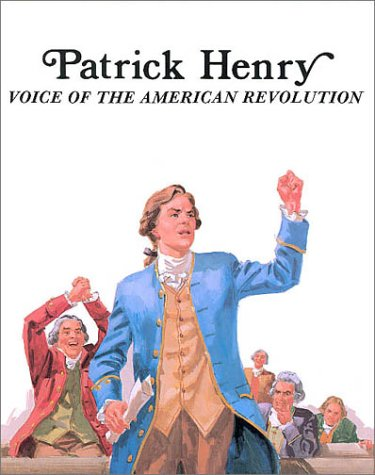 Patrick Henry
VOICE OF THE AMERICAN REVOLUTION